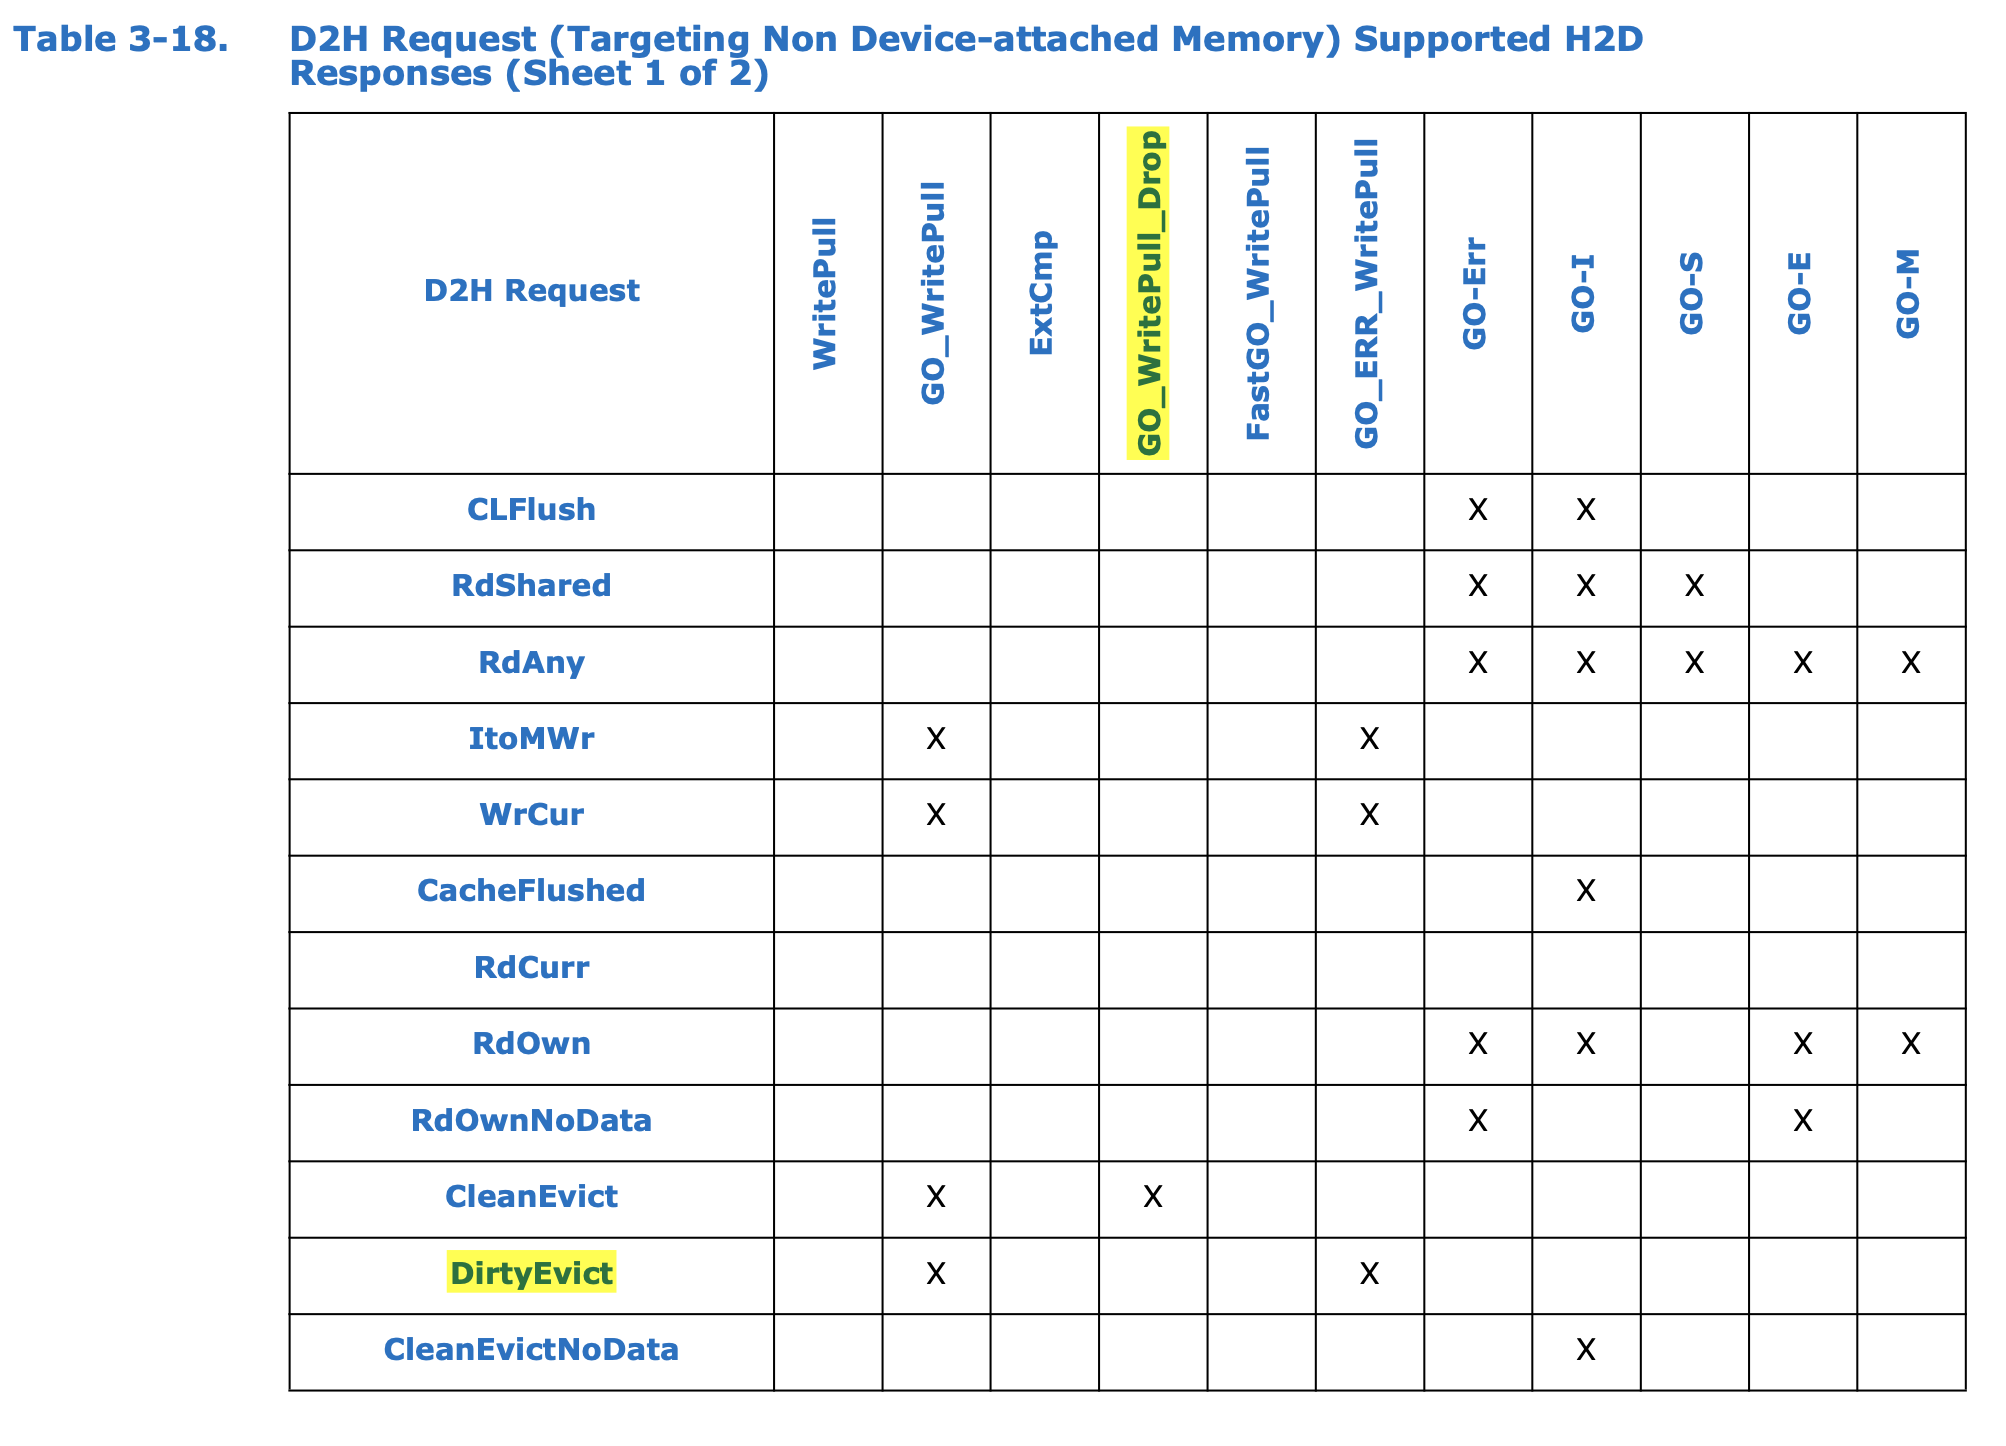 Table 3-18. D2H Request (Targeting Non Device-attached Memory) Supported H2D
Responses (Sheet 1 of 2)
D2H Request WritePull GO_WritePull ExtCmp GO_WritePull_Drop FastGO_WritePull GO_ERR_WritePull GO-Err GO-I GO-S GO-E GO-M
CLFlush X X
RdShared X X X
RdAny X X X X X
ItoMWr X X
WrCur X X
CacheFlushed X
RdCurr
RdOwn X X X X
RdOwnNoData X X
CleanEvict X X
DirtyEvict X X
CleanEvictNoData X